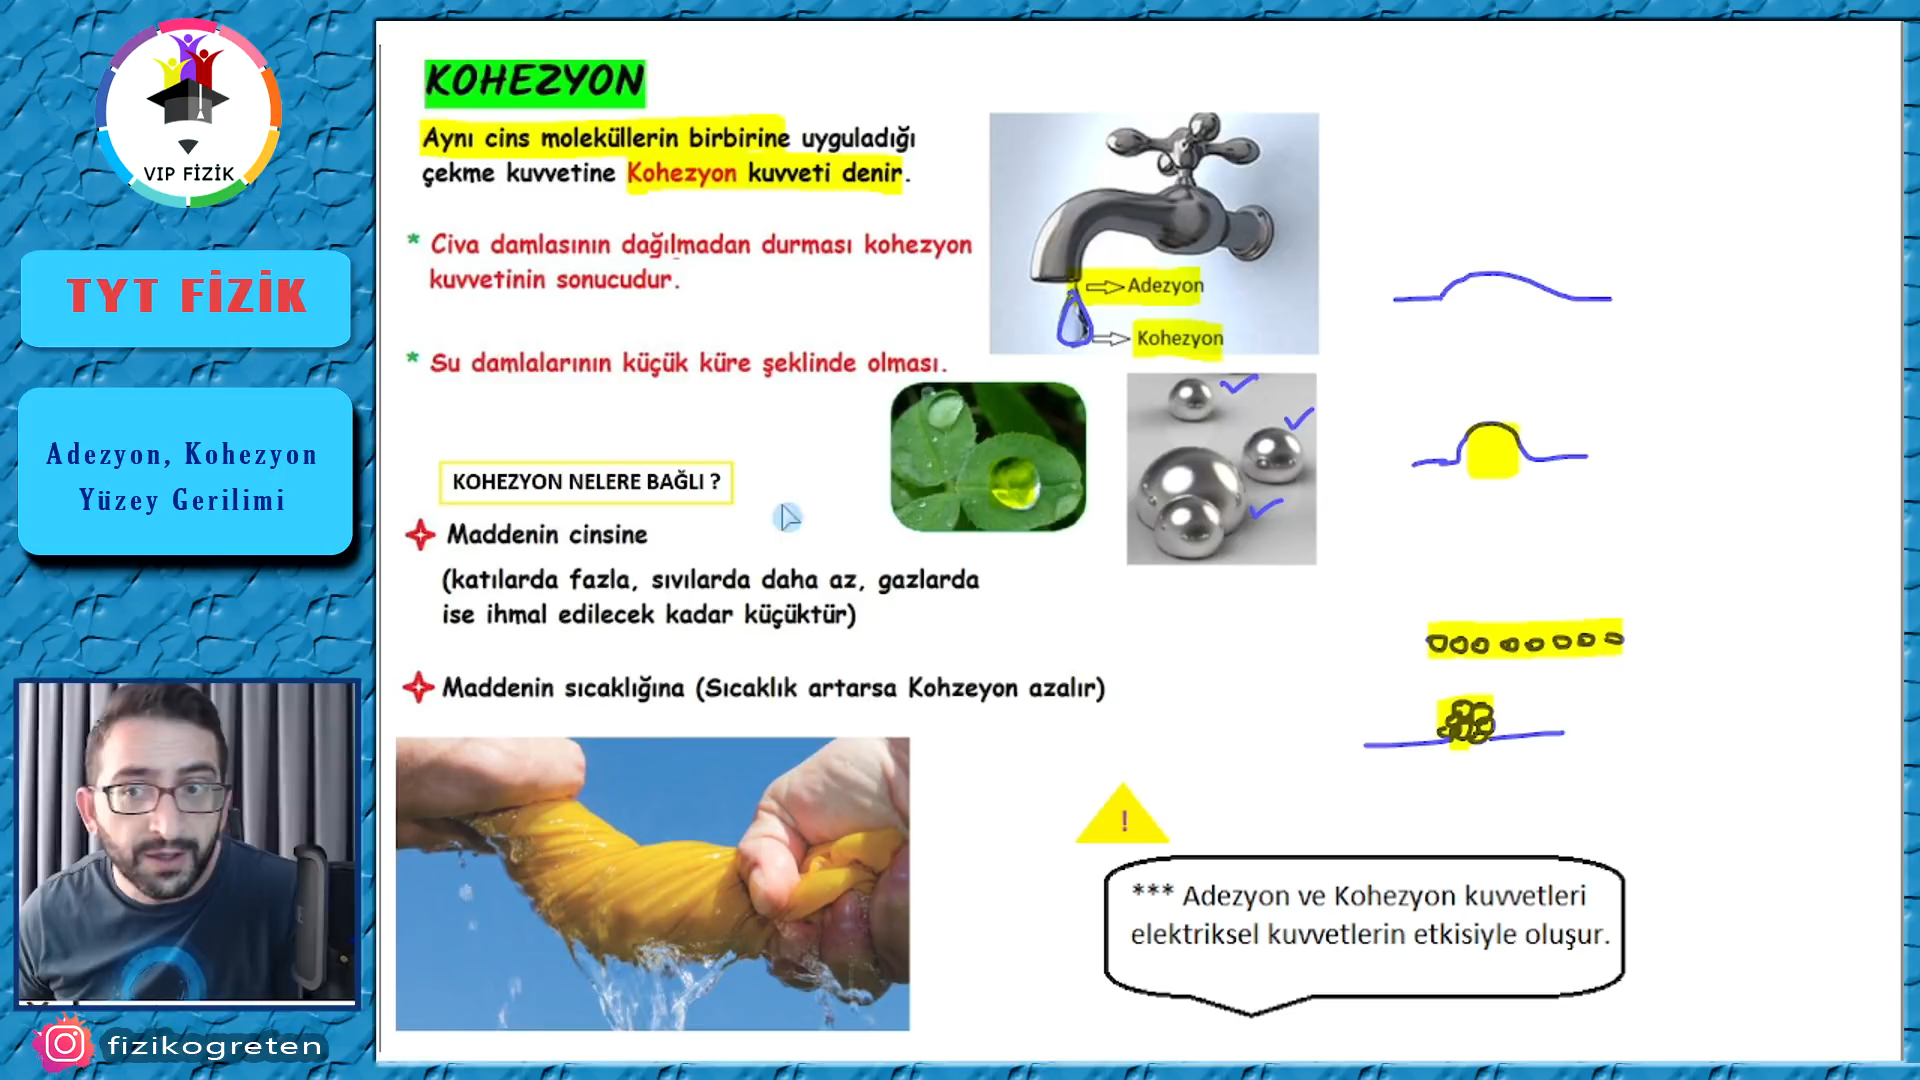 VIP FİZİK
TYT FİZİK
Adezyon, Kohezyon
Yüzey Gerilimi
fizikogreten
KOHEZYON
Aynı cins moleküllerin birbirine uyguladığı
çekme kuvvetine Kohezyon kuvveti denir.
* Civa damlasının dağılmadan durması kohezyon
kuvvetinin sonucudur.
* Su damlalarının küçük küre şeklinde olması.
Adezyon
Kohezyon
KOHEZYON NELERE BAĞLI ?
Maddenin cinsine
(katılarda fazla, sıvılarda daha az, gazlarda
ise ihmal edilecek kadar küçüktür)
Maddenin sıcaklığına (Sıcaklık artarsa Kohzeyon azalır)
!
*** Adezyon ve Kohezyon kuvvetleri
elektriksel kuvvetlerin etkisiyle oluşur.